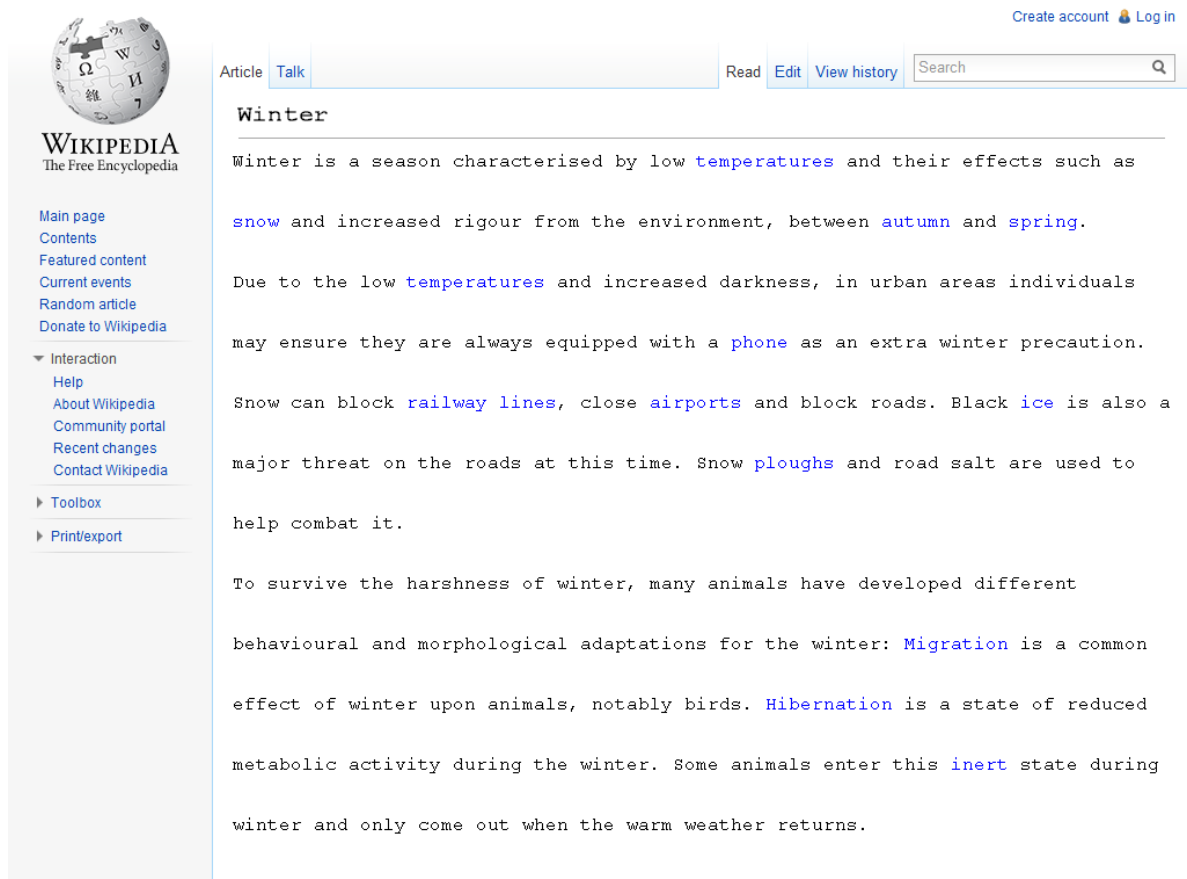 Create account Log in
Article Talk Read Edit View history Search
WIKIPEDIA
The Free Encyclopedia
Main page
Contents
Featured content
Current events
Random article
Donate to Wikipedia
Interaction
Help
About Wikipedia
Community portal
Recent changes
Contact Wikipedia
Toolbox
Print/export
Winter
Winter is a season characterised by low temperatures and their effects such as
snow and increased rigour from the environment, between autumn and spring.
Due to the low temperatures and increased darkness, in urban areas individuals
may ensure they are always equipped with a phone as an extra winter precaution.
Snow can block railway lines, close airports and block roads. Black ice is also a
major threat on the roads at this time. Snow ploughs and road salt are used to
help combat it.
To survive the harshness of winter, many animals have developed different
behavioural and morphological adaptations for the winter: Migration is a common
effect of winter upon animals, notably birds. Hibernation is a state of reduced
metabolic activity during the winter. Some animals enter this inert state during
winter and only come out when the warm weather returns.